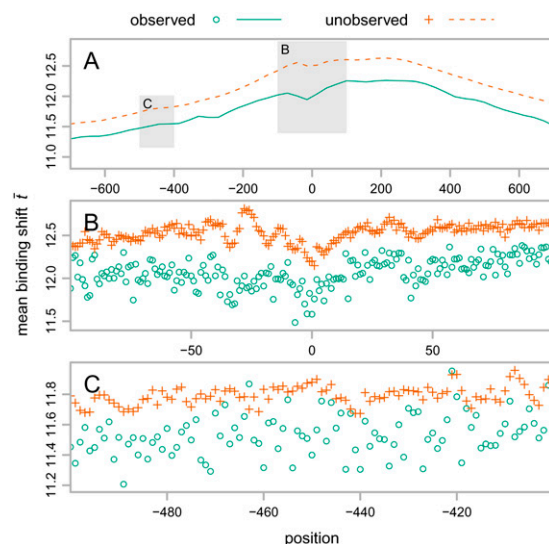 observed unobserved
A
B
C
11.0 11.5 12.0 12.5
−600 −400 −200 0 200 400 600
mean binding shift t̄
B
11.5 12.0 12.5
−50 0 50
C
11.2 11.4 11.6 11.8
−480 −460 −440 −420
position